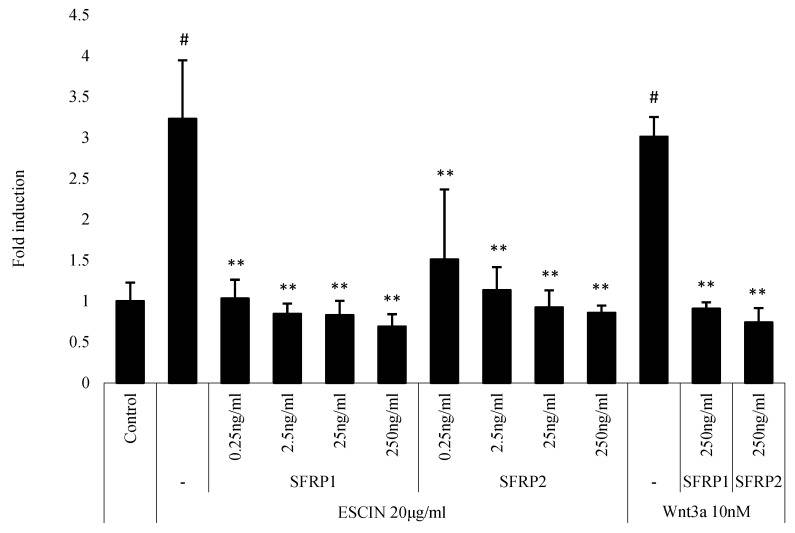 4.5
4
3.5
3
2.5
2
1.5
1
0.5
0
Fold induction
#
**
**
**
**
**
**
**
**
#
**
**
Control
0.25ng/ml
2.5ng/ml
25ng/ml
250ng/ml
0.25ng/ml
2.5ng/ml
25ng/ml
250ng/ml
250ng/ml
250ng/ml
- SFRP1 SFRP2 - SFRP1 SFRP2
ESCIN 20μg/ml Wnt3a 10nM